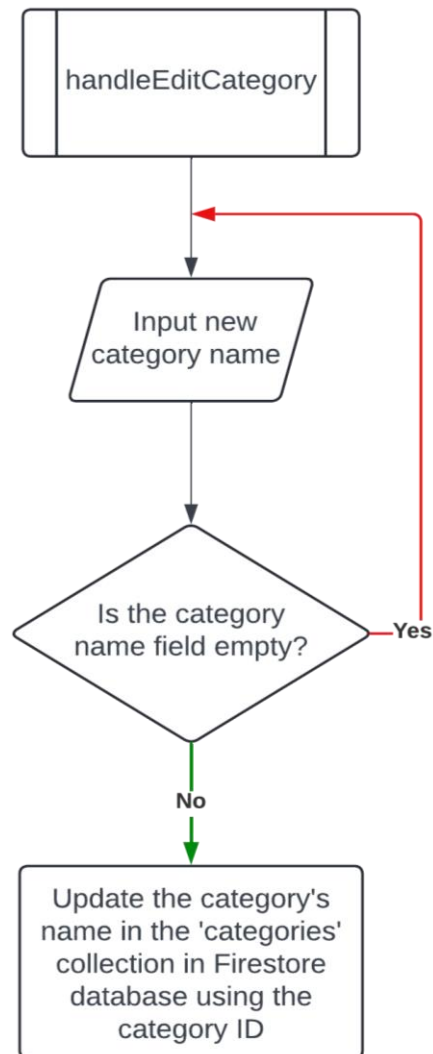 handleEditCategory
Input new
category name
Is the category
name field empty?
Yes
No
Update the category's
name in the 'categories'
collection in Firestore
database using the
category ID